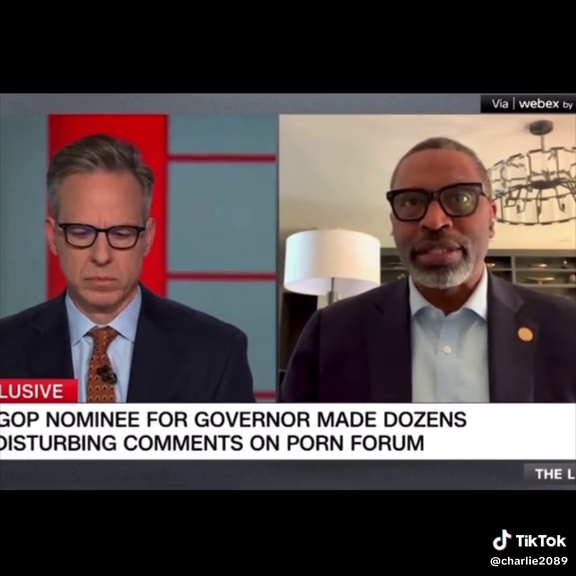 Via | webex by
LUSIVE
GOP NOMINEE FOR GOVERNOR MADE DOZENS
DISTURBING COMMENTS ON PORN FORUM
THE L
TikTok
@charlie2089